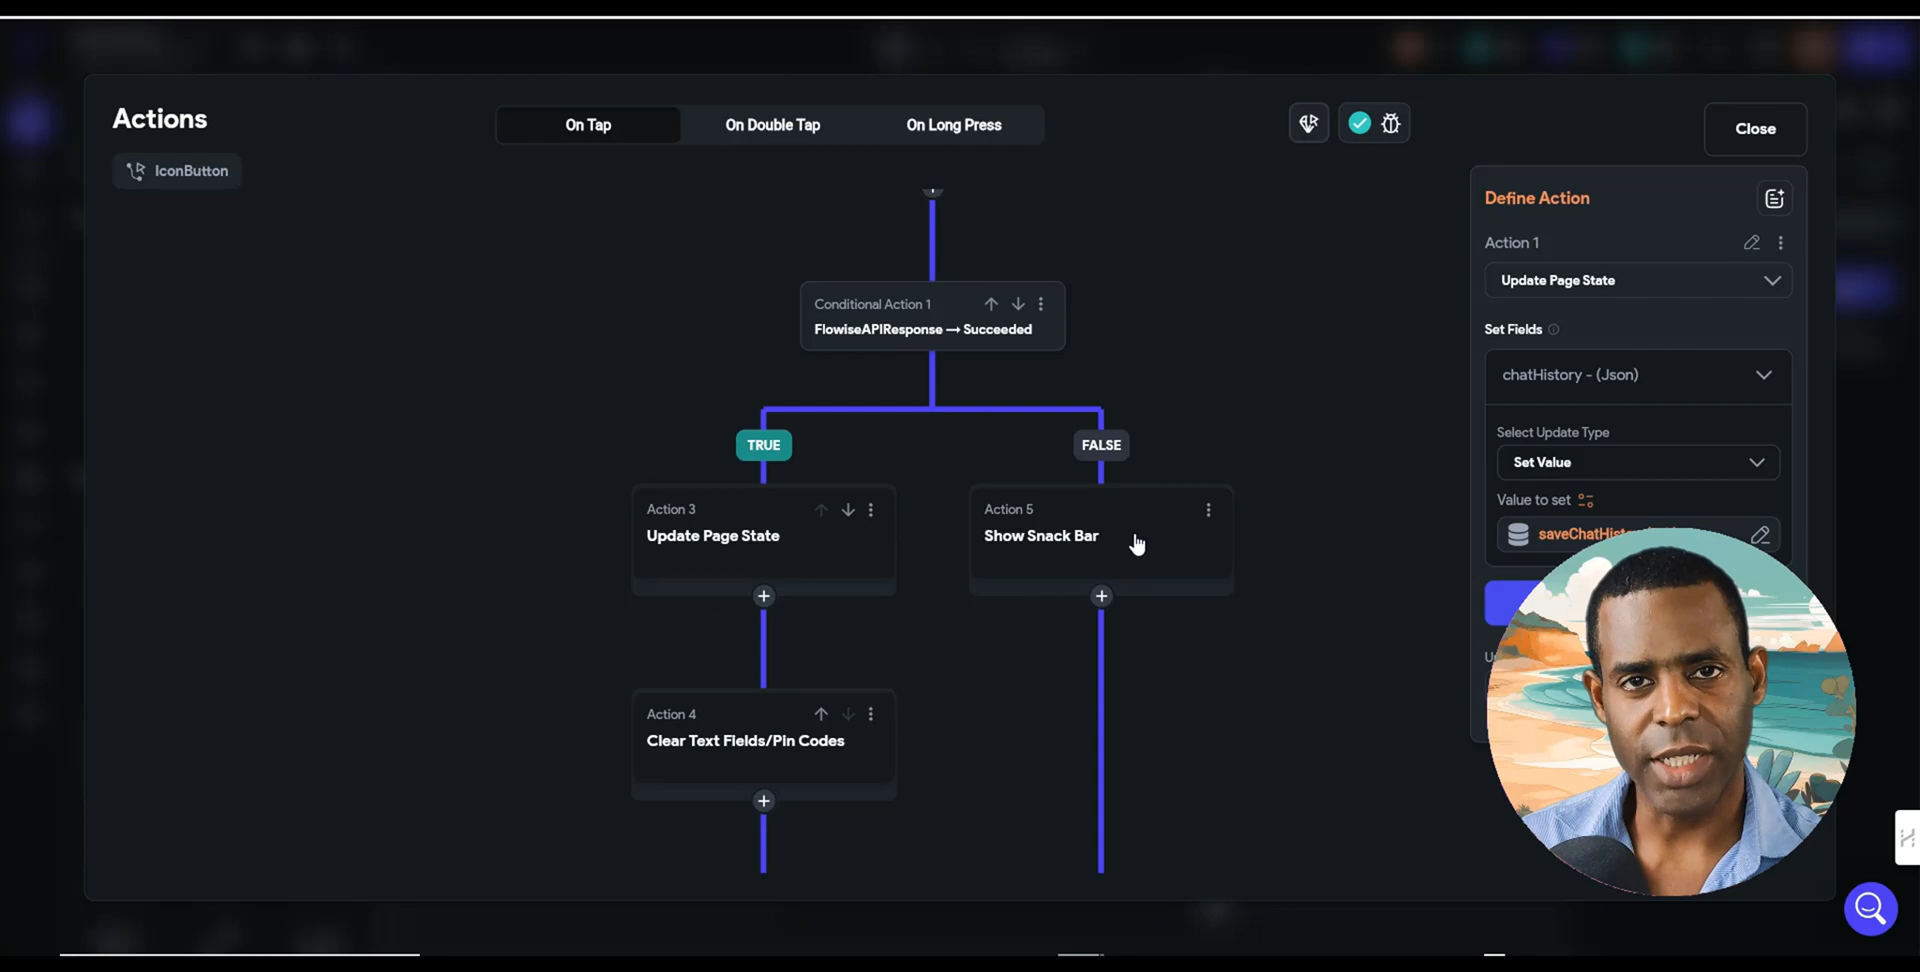 Actions
On Tap
On Double Tap
On Long Press
Close
IconButton
Define Action
Action 1
Update Page State
Set Fields
chatHistory - (Json)
Select Update Type
Set Value
Value to set
Conditional Action 1
FlowiseAPIResponse → Succeeded
TRUE
FALSE
Action 3
Update Page State
Action 5
Show Snack Bar
Action 4
Clear Text Fields/Pin Codes